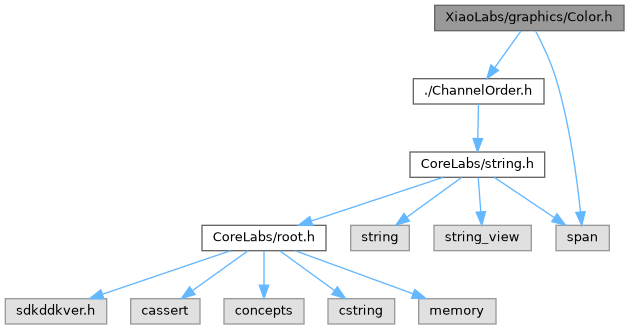 XiaoLabs/graphics/Color.h
./ChannelOrder.h
CoreLabs/string.h
CoreLabs/root.h
string
string_view
span
sdkddkver.h
cassert
concepts
cstring
memory